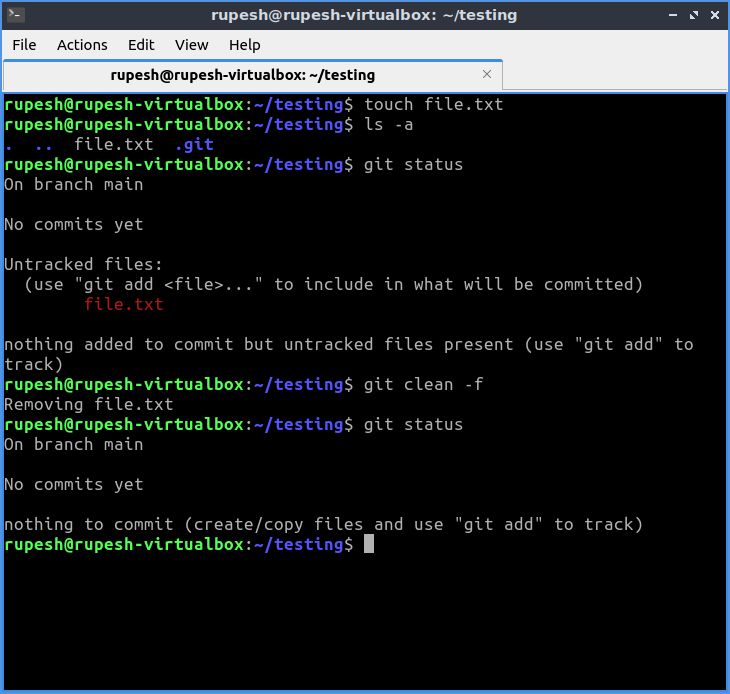 rupesh@rupesh-virtualbox: ~/testing
File Actions Edit View Help
rupesh@rupesh-virtualbox: ~/testing
rupesh@rupesh-virtualbox:~/testing$ touch file.txt
rupesh@rupesh-virtualbox:~/testing$ ls -a
. .. file.txt .git
rupesh@rupesh-virtualbox:~/testing$ git status
On branch main
No commits yet
Untracked files:
(use "git add <file>..." to include in what will be committed)
file.txt
nothing added to commit but untracked files present (use "git add" to
track)
rupesh@rupesh-virtualbox:~/testing$ git clean -f
Removing file.txt
rupesh@rupesh-virtualbox:~/testing$ git status
On branch main
No commits yet
nothing to commit (create/copy files and use "git add" to track)
rupesh@rupesh-virtualbox:~/testing$